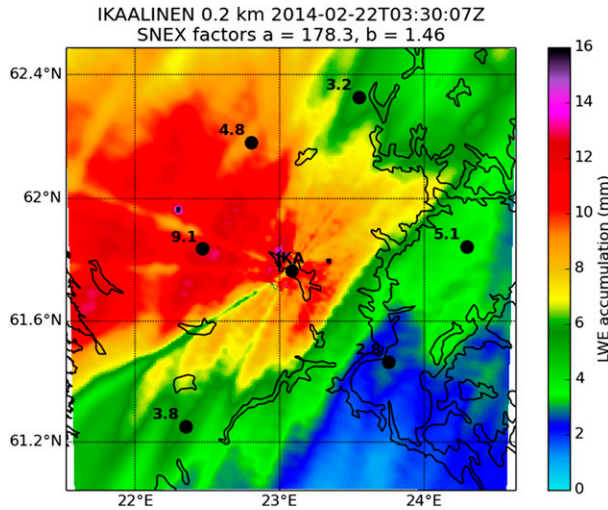 IKAALINEN 0.2 km 2014-02-22T03:30:07Z
SNEX factors a = 178.3, b = 1.46
62.4°N
62°N
61.6°N
61.2°N
22°E
23°E
24°E
3.2
4.8
9.1
IKA
5.1
2.8
3.8
16
14
12
10
8
6
4
2
0
LWE accumulation (mm)